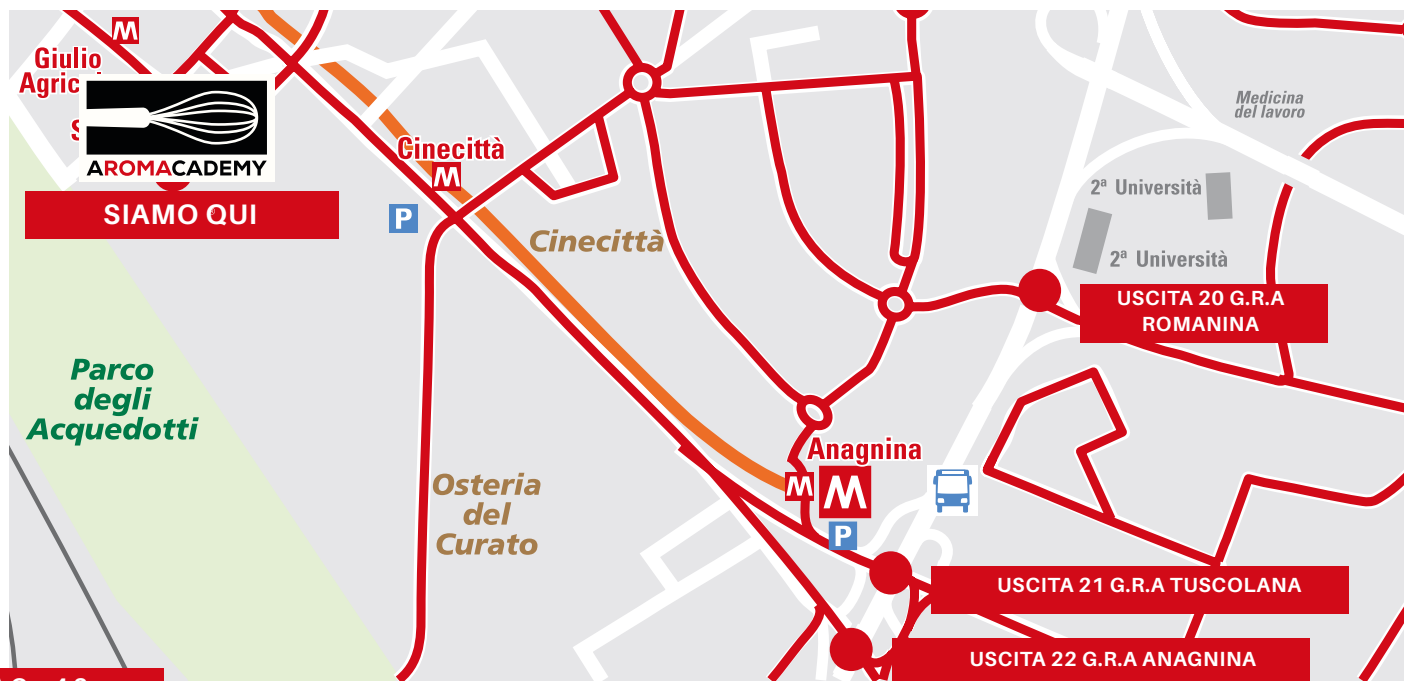 M
Giulio
AROMACADEMY
SIAMO QUI
Cinecittà
M
P
Cinecittà
Medicina
del lavoro
2ª Università
2ª Università
USCITA 20 G.R.A
ROMANINA
Parco
degli
Acquedotti
Osteria
del
Curato
Anagnina
M
M
P
USCITA 21 G.R.A TUSCOLANA
USCITA 22 G.R.A ANAGNINA